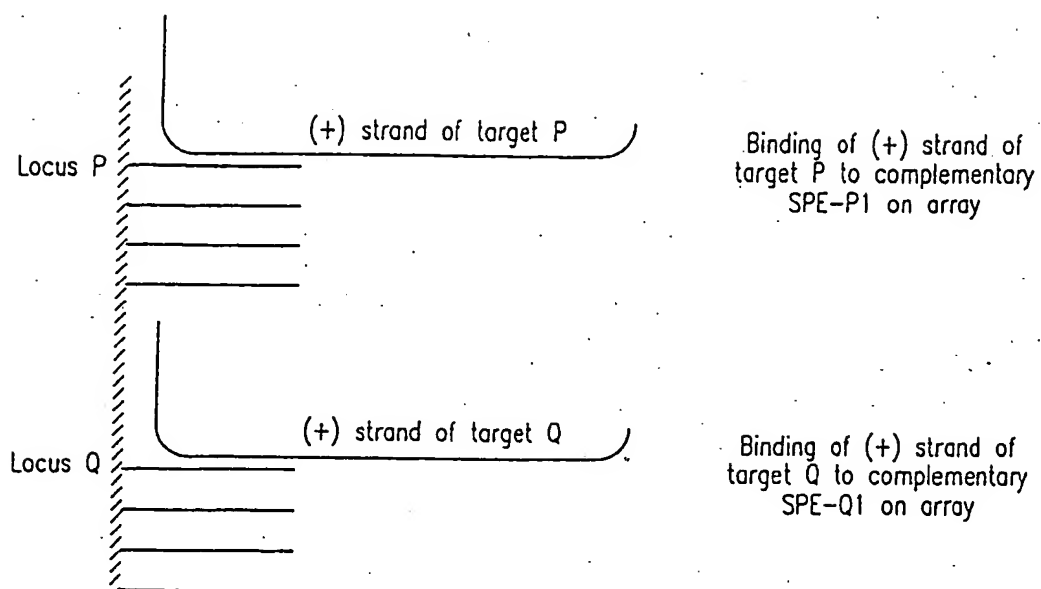 (+) strand of target P
Locus P
Binding of (+) strand of
target P to complementary
SPE-P1 on array
(+) strand of target Q
Locus Q
Binding of (+) strand of
target Q to complementary
SPE-Q1 on array